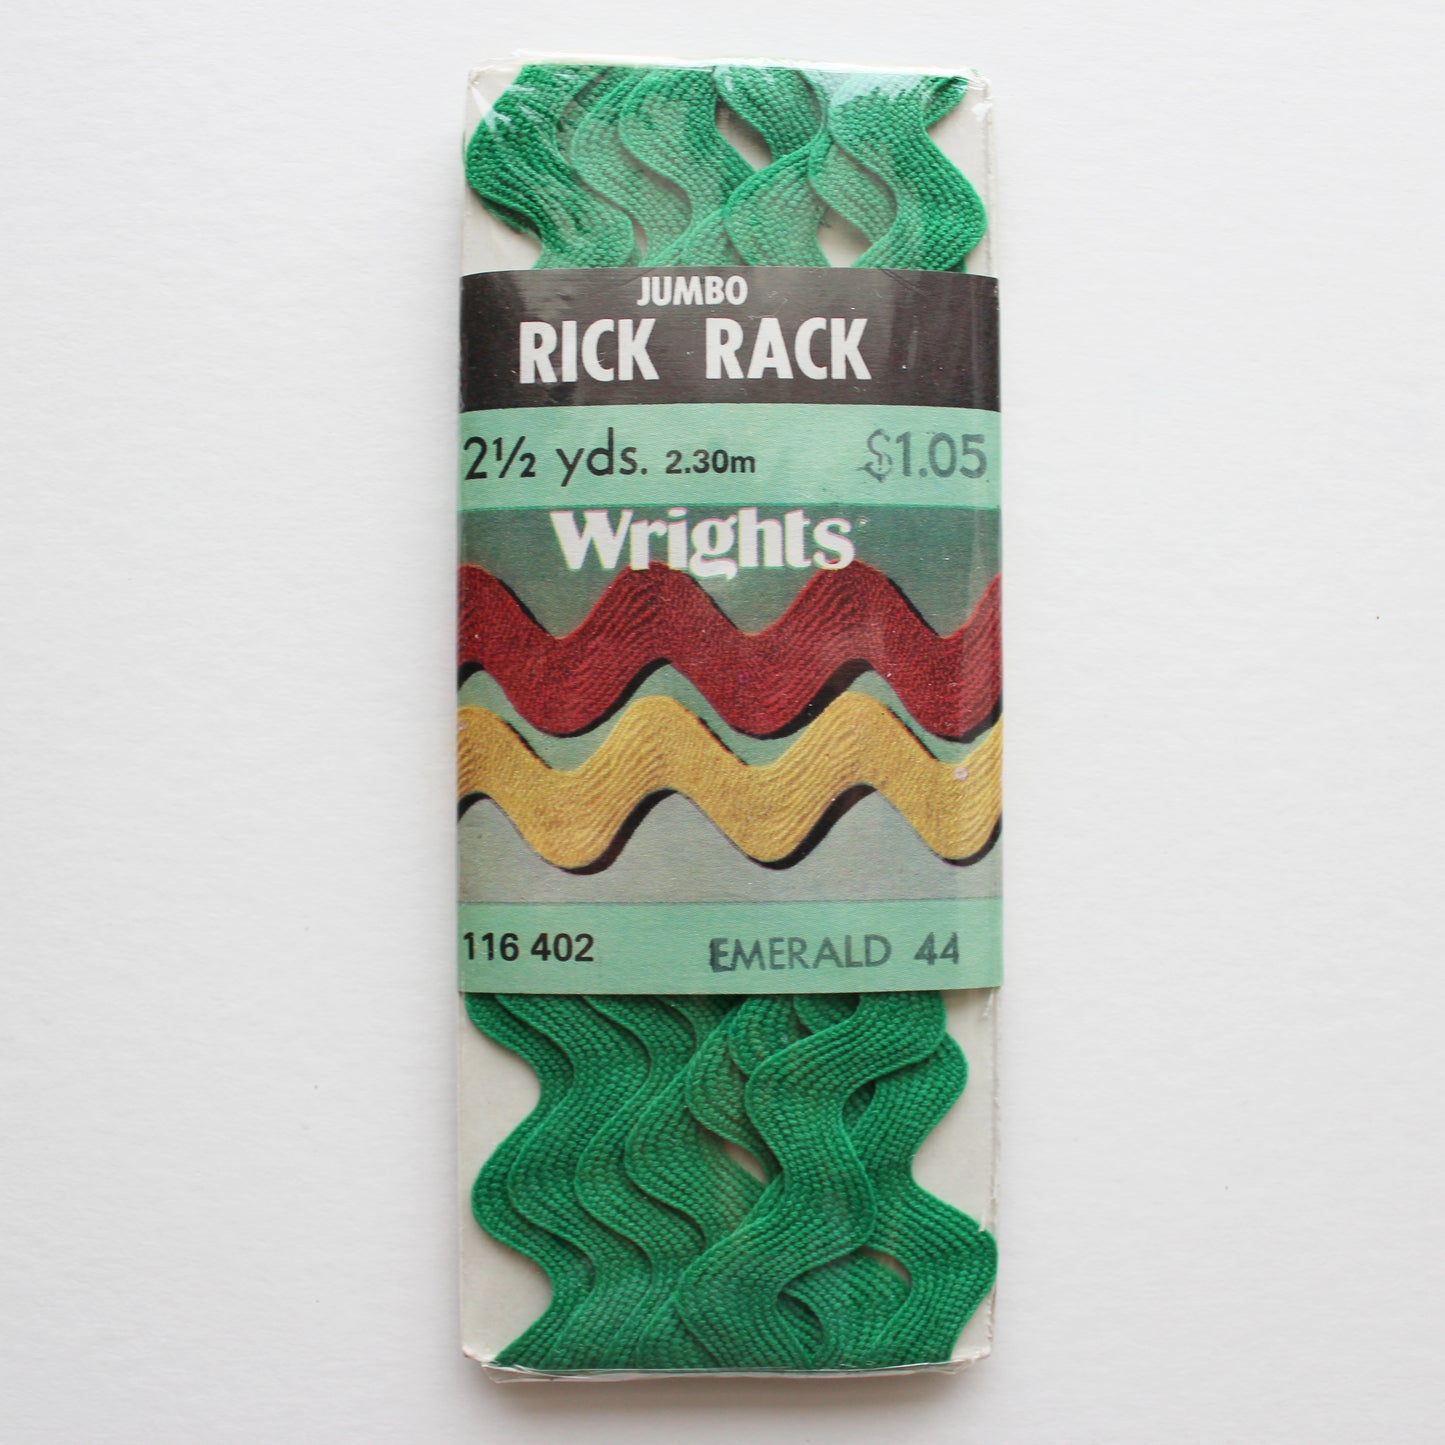 JUMBO
RICK RACK
2½ yds. 2.30m $1.05
Wrights
116 402 EMERALD 44